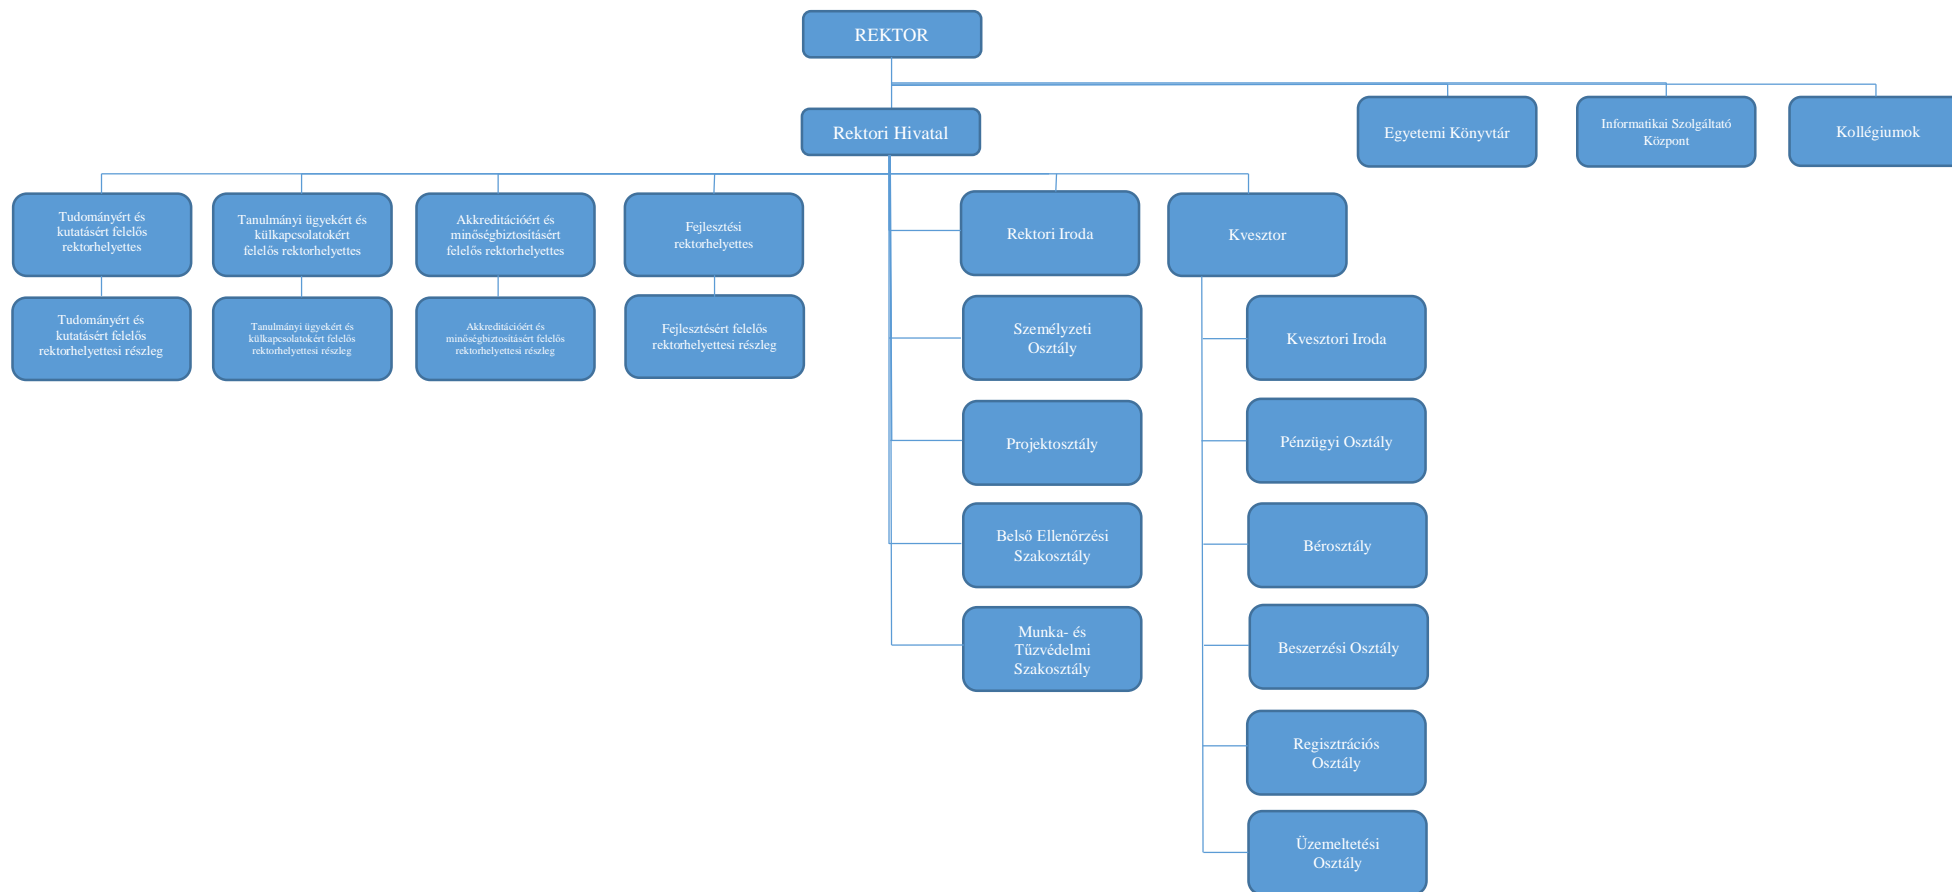 REKTOR
Rektori Hivatal
Egyetemi Könyvtár
Informatikai Szolgáltató
Központ
Kollégiumok
Tudományért és
kutatásért felelős
rektorhelyettes
Tanulmányi ügyekért és
külkapcsolatokért
felelős rektorhelyettes
Akkreditációért és
minőségbiztosításért
felelős rektorhelyettes
Fejlesztési
rektorhelyettes
Rektori Iroda
Kvesztor
Tudományért és
kutatásért felelős
rektorhelyettesi részleg
Tanulmányi ügyekért és
külkapcsolatokért felelős
rektorhelyettesi részleg
Akkreditációért és
minőségbiztosításért felelős
rektorhelyettesi részleg
Fejlesztésért felelős
rektorhelyettesi részleg
Személyzeti
Osztály
Kvesztori Iroda
Projektosztály
Pénzügyi Osztály
Belső Ellenőrzési
Szakosztály
Bérosztály
Munka- és
Tűzvédelmi
Szakosztály
Beszerzési Osztály
Regisztrációs
Osztály
Üzemeltetési
Osztály